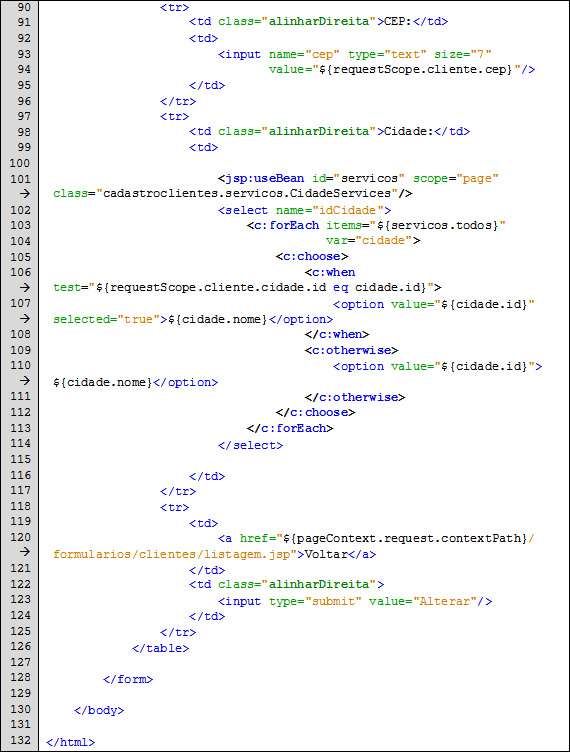 90 <tr>
91 <td class="alinharDireita">CEP:</td>
92 <td>
93 <input name="cep" type="text" size="7"
94 value="${requestScope.cliente.cep}"/>
95 </td>
96 </tr>
97 <tr>
98 <td class="alinharDireita">Cidade:</td>
99 <td>
100
101 <jsp:useBean id="servicos" scope="page"
→ class="cadastroclientes.servicos.CidadeServices"/>
102 <select name="idCidade">
103 <c:forEach items="${servicos.todos}"
104 var="cidade">
105 <c:choose>
106 <c:when
→ test="${requestScope.cliente.cidade.id eq cidade.id}">
107 <option value="${cidade.id}"
→ selected="true">${cidade.nome}</option>
108 </c:when>
109 <c:otherwise>
110 <option value="${cidade.id}">
→ ${cidade.nome}</option>
111 </c:otherwise>
112 </c:choose>
113 </c:forEach>
114 </select>
115
116 </td>
117 </tr>
118 <tr>
119 <td>
120 <a href="${pageContext.request.contextPath}/
→ formularios/clientes/listagem.jsp">Voltar</a>
121 </td>
122 <td class="alinharDireita">
123 <input type="submit" value="Alterar"/>
124 </td>
125 </tr>
126 </table>
127
128 </form>
129
130 </body>
131
132 </html>